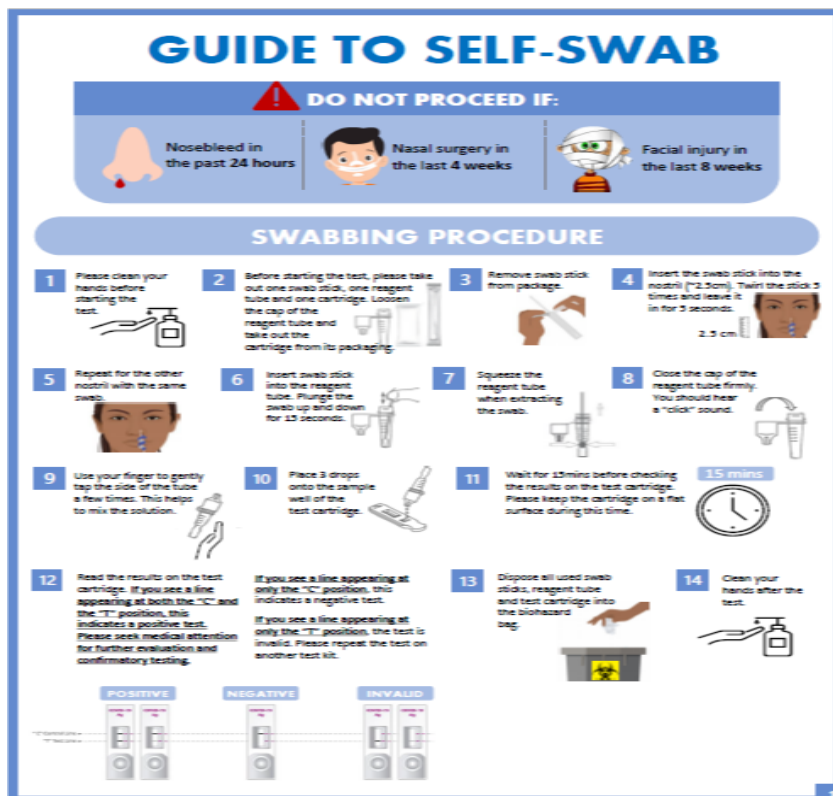 GUIDE TO SELF-SWAB
DO NOT PROCEED IF:
Nosebleed in
the past 24 hours
Nasal surgery in
the last 4 weeks
Facial injury in
the last 8 weeks
SWABBING PROCEDURE
1
Please clean your
hands before
starting the
test.
2
Before starting the test, please take
out one swab stick, one reagent
tube and one cartridge. Loosen
the cap of the
reagent tube and
take out the
cartridge from its packaging.
3
Remove swab stick
from package.
4
Insert the swab stick into the
nostril (~2.5cm). Twirl the stick 5
times and leave it
in for 5 seconds.
2.5 cm
5
Repeat for the other
nostril with the same
swab.
6
Insert swab stick
into the reagent
tube. Plunge the
swab up and down
for 15 seconds.
7
Squeeze the
reagent tube
when extracting
the swab.
8
Close the cap of the
reagent tube firmly.
You should hear
a "click" sound.
9
Use your finger to gently
tap the side of the tube
a few times. This helps
to mix the solution.
10
Place 3 drops
onto the sample
well of the
test cartridge.
11
Wait for 15mins before checking
the results on the test cartridge.
Please keep the cartridge on a flat
surface during this time.
15 mins
12
Read the results on the test
cartridge. If you see a line
appearing at both the "C" and
the "T" position, this
indicates a positive test.
Please seek medical attention
for further evaluation and
confirmatory testing.
If you see a line appearing at
only the "C" position, this
indicates a negative test.
If you see a line appearing at
only the "T" position, the test is
invalid. Please repeat the test on
another test kit.
13
Dispose all used swab
sticks, reagent tube
and test cartridge into
the biohazard
bag.
14
Clean your
hands after the
test.
POSITIVE
NEGATIVE
INVALID